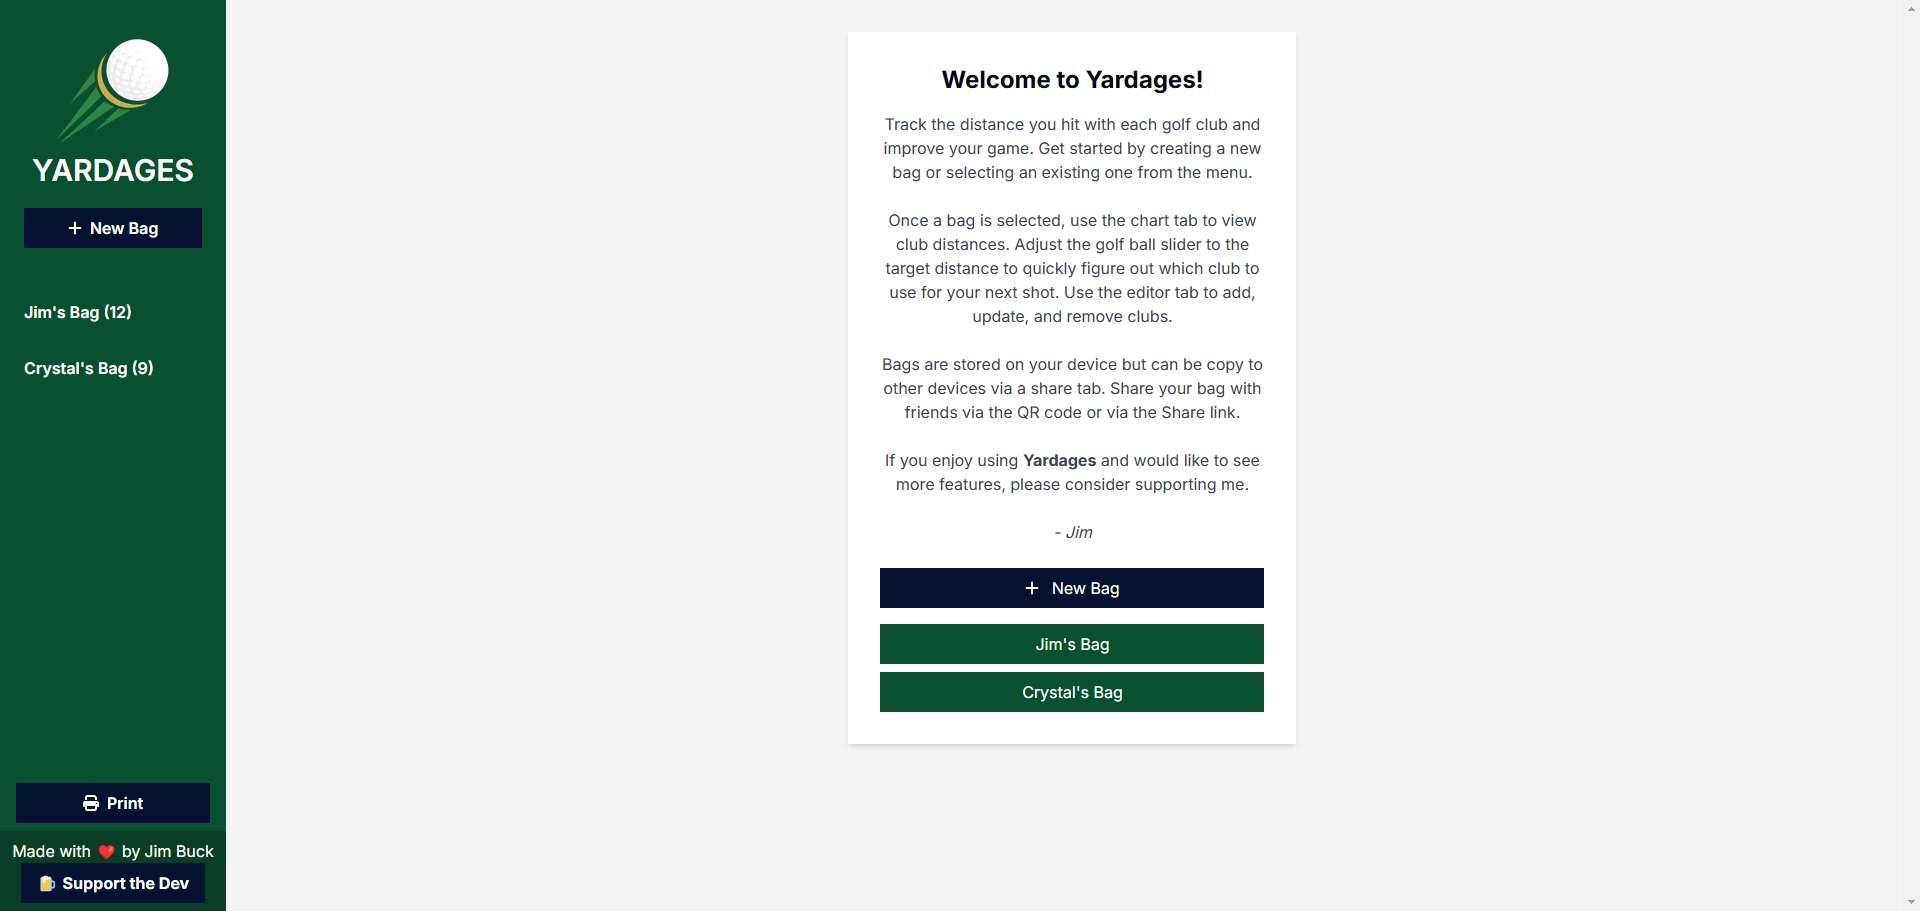 YARDAGES
New Bag
Jim's Bag (12)
Crystal's Bag (9)
Print
Made with ❤️ by Jim Buck
🍺 Support the Dev
Welcome to Yardages!
Track the distance you hit with each golf club and
improve your game. Get started by creating a new
bag or selecting an existing one from the menu.
Once a bag is selected, use the chart tab to view
club distances. Adjust the golf ball slider to the
target distance to quickly figure out which club to
use for your next shot. Use the editor tab to add,
update, and remove clubs.
Bags are stored on your device but can be copy to
other devices via a share tab. Share your bag with
friends via the QR code or via the Share link.
If you enjoy using Yardages and would like to see
more features, please consider supporting me.
- Jim
New Bag
Jim's Bag
Crystal's Bag